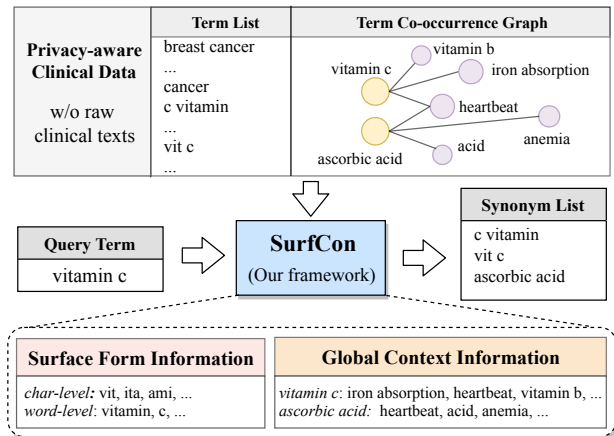 Privacy-aware
Clinical Data
w/o raw
clinical texts
Term List
breast cancer
...
cancer
c vitamin
...
vit c
...
Term Co-occurrence Graph
vitamin b
vitamin c
iron absorption
heartbeat
anemia
acid
ascorbic acid
Query Term
vitamin c
SurfCon
(Our framework)
Synonym List
c vitamin
vit c
ascorbic acid
Surface Form Information
char-level: vit, ita, ami, ...
word-level: vitamin, c, ...
Global Context Information
vitamin c: iron absorption, heartbeat, vitamin b, ...
ascorbic acid: heartbeat, acid, anemia, ...